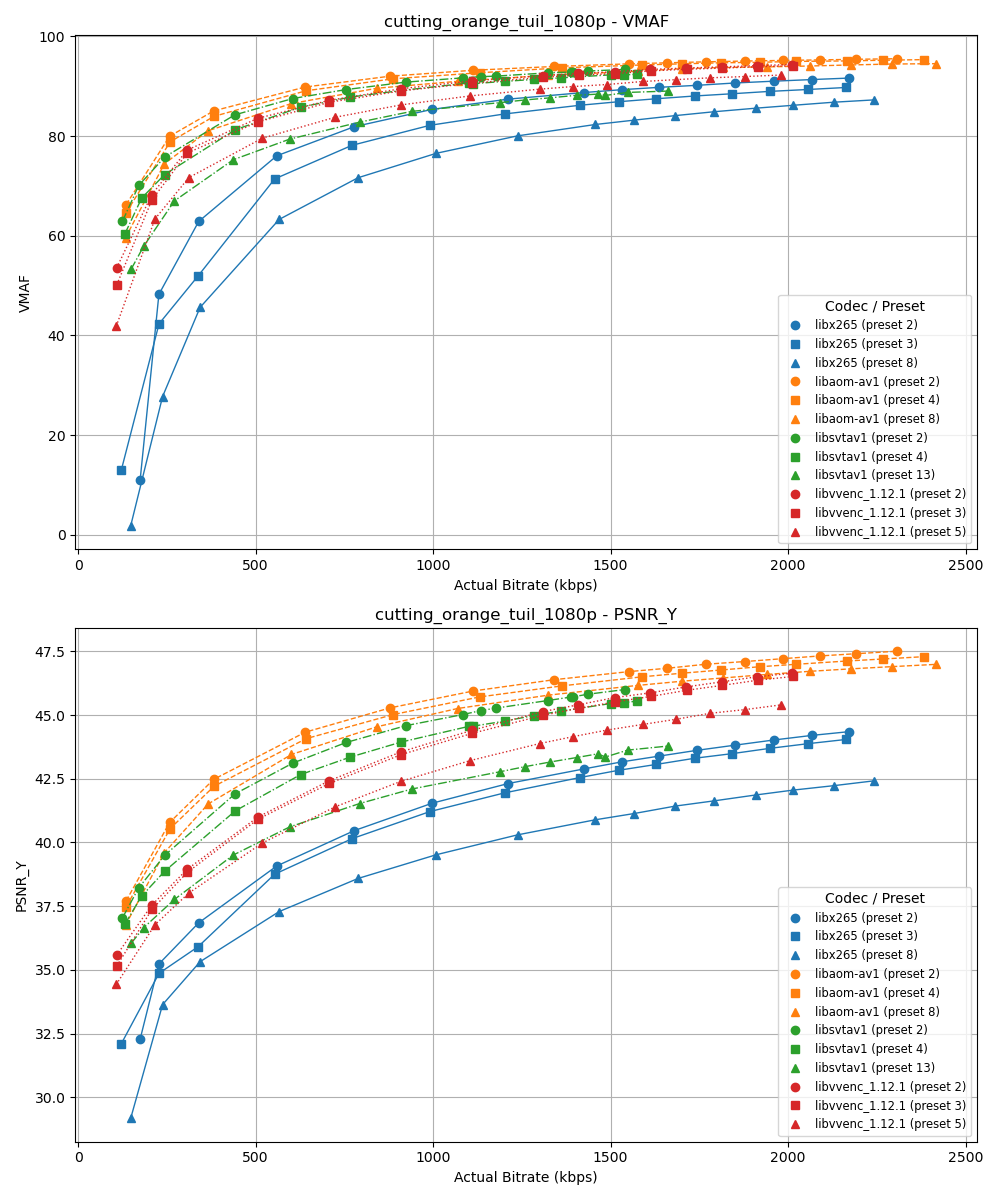 cutting_orange_tuil_1080p - VMAF
100
80
60
40
20
0
VMAF
0 500 1000 1500 2000 2500
Actual Bitrate (kbps)
Codec / Preset
libx265 (preset 2)
libx265 (preset 3)
libx265 (preset 8)
libaom-av1 (preset 2)
libaom-av1 (preset 4)
libaom-av1 (preset 8)
libsvtav1 (preset 2)
libsvtav1 (preset 4)
libsvtav1 (preset 13)
libvvenc_1.12.1 (preset 2)
libvvenc_1.12.1 (preset 3)
libvvenc_1.12.1 (preset 5)
cutting_orange_tuil_1080p - PSNR_Y
47.5
45.0
42.5
40.0
37.5
35.0
32.5
30.0
PSNR_Y
0 500 1000 1500 2000 2500
Actual Bitrate (kbps)
Codec / Preset
libx265 (preset 2)
libx265 (preset 3)
libx265 (preset 8)
libaom-av1 (preset 2)
libaom-av1 (preset 4)
libaom-av1 (preset 8)
libsvtav1 (preset 2)
libsvtav1 (preset 4)
libsvtav1 (preset 13)
libvvenc_1.12.1 (preset 2)
libvvenc_1.12.1 (preset 3)
libvvenc_1.12.1 (preset 5)